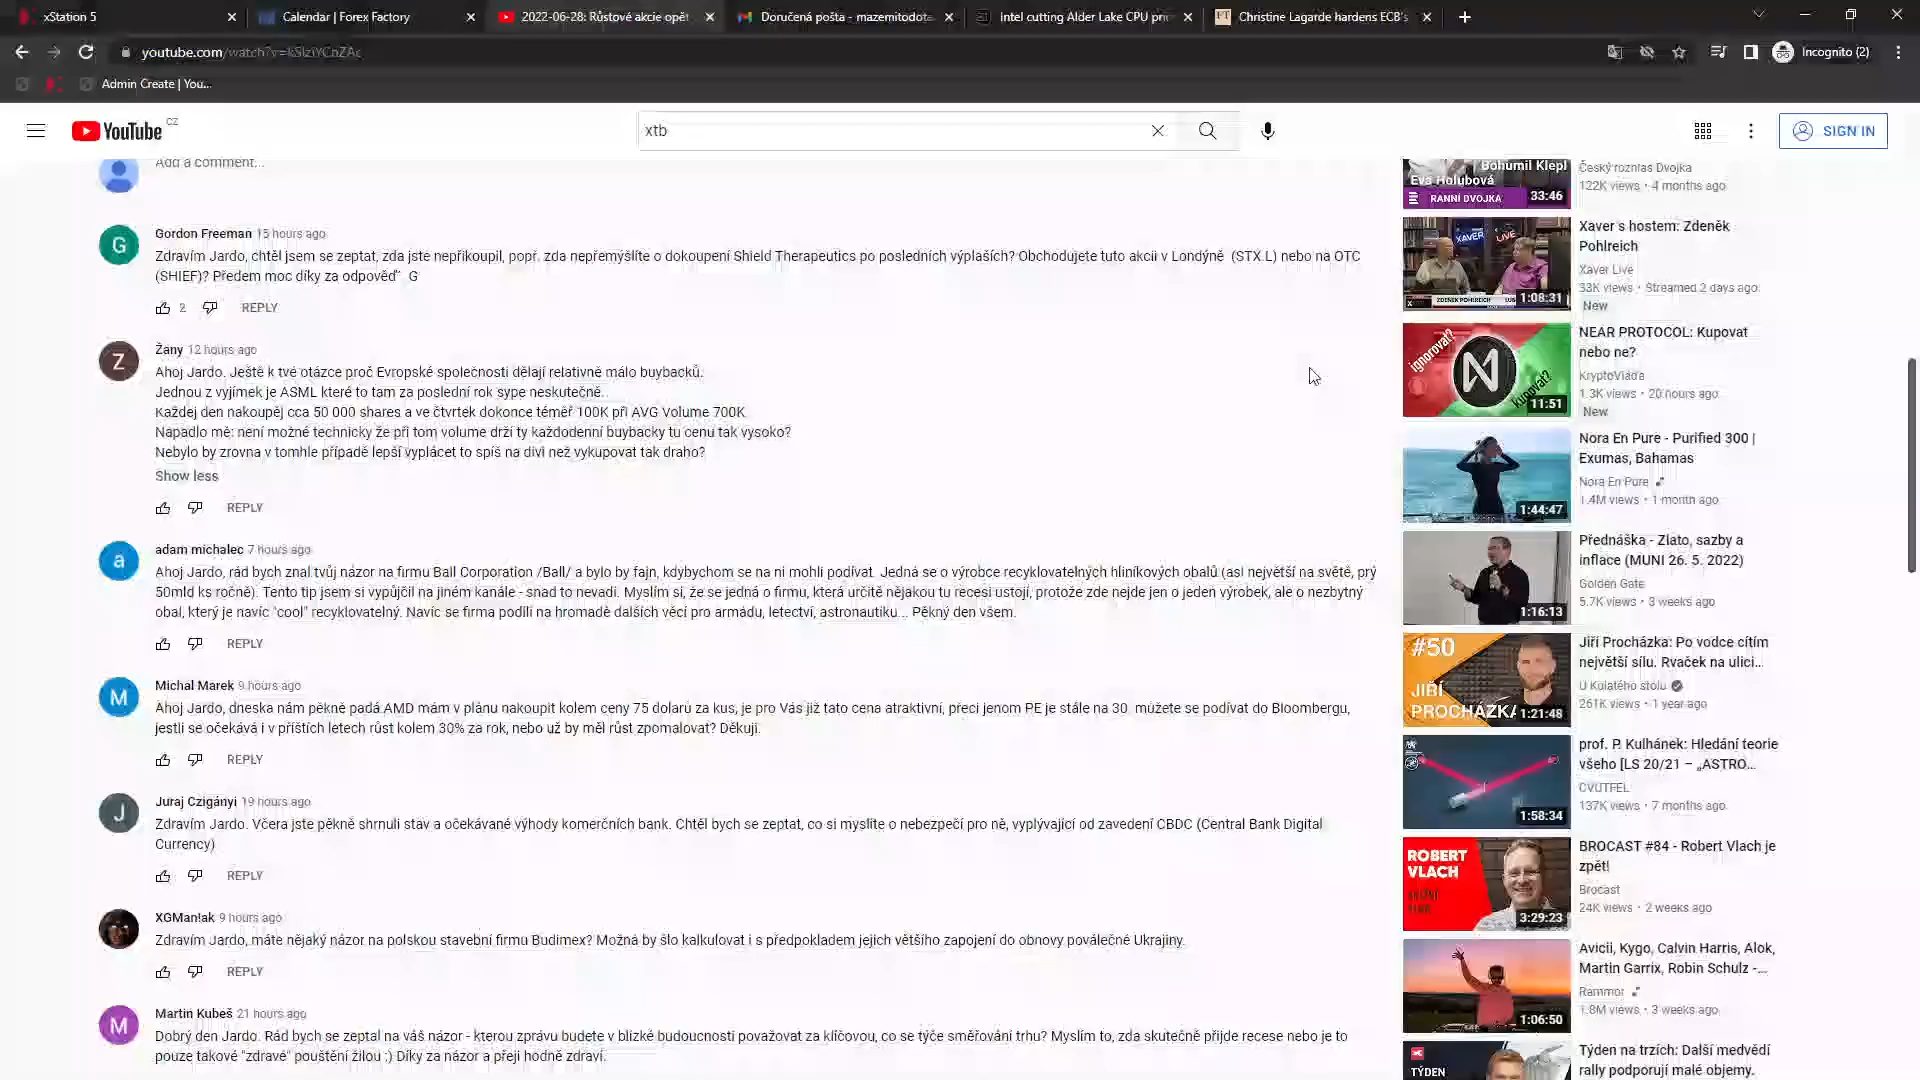 xStation 5
Calendar | Forex Factory
2022-06-28: Růstové akcie opět
Doručená pošta - mazemitodota
Intel cutting Alder Lake CPU pri
Christine Lagarde hardens ECB's
youtube.com/watch?v=
Incognito (2)
Admin Create | You...
YouTube CZ
xtb
SIGN IN
Add a comment...
Gordon Freeman 15 hours ago
Zdravím Jardo, chtěl jsem se zeptat, zda jste nepřikoupil, popř. zda nepřemýšlíte o dokoupení Shield Therapeutics po posledních výplaších? Obchodujete tuto akcii v Londýně (STX.L) nebo na OTC
(SHIEF)? Předem moc díky za odpověď G
2 REPLY
Žany 12 hours ago
Ahoj Jardo. Ještě k tvé otázce proč Evropské společnosti dělají relativně málo buybacků.
Jednou z vyjímek je ASML které to tam za poslední rok sype neskutečně.
Každej den nakoupěj cca 50 000 shares a ve čtvrtek dokonce téměř 100K při AVG Volume 700K
Napadlo mě: není možné technicky že při tom volume drží ty každodenní buybacky tu cenu tak vysoko?
Nebylo by zrovna v tomhle případě lepší vyplácet to spíš na divi než vykupovat tak draho?
Show less
REPLY
adam michalec 7 hours ago
Ahoj Jardo, rád bych znal tvůj názor na firmu Ball Corporation /Ball/ a bylo by fajn, kdybychom se na ni mohli podívat. Jedná se o výrobce recyklovatelných hliníkových obalů (asi největší na světě, prý
50mld ks ročně). Tento tip jsem si vypůjčil na jiném kanále - snad to nevadí. Myslím si, že se jedná o firmu, která určitě nějakou tu recesi ustojí, protože zde nejde jen o jeden výrobek, ale o nezbytný
obal, který je navíc "cool" recyklovatelný. Navíc se firma podílí na hromadě dalších věcí pro armádu, letectví, astronautiku... Pěkný den všem.
REPLY
Michal Marek 9 hours ago
Ahoj Jardo, dneska nám pěkně padá AMD mám v plánu nakoupit kolem ceny 75 dolarů za kus, je pro Vás již tato cena atraktivní, přeci jenom PE je stále na 30. můžete se podívat do Bloombergu,
jestli se očekává i v příštích letech růst kolem 30% za rok, nebo už by měl růst zpomalovat? Děkuji.
REPLY
Juraj Czigányi 19 hours ago
Zdravím Jardo. Včera jste pěkně shrnuli stav a očekávané výhody komerčních bank. Chtěl bych se zeptat, co si myslíte o nebezpečí pro ně, vyplývající od zavedení CBDC (Central Bank Digital
Currency)
REPLY
XGMan!ak 9 hours ago
Zdravím Jardo, máte nějaký názor na polskou stavební firmu Budimex? Možná by šlo kalkulovat i s předpokladem jejich většího zapojení do obnovy poválečné Ukrajiny.
REPLY
Martin Kubeš 21 hours ago
Dobrý den Jardo. Rád bych se zeptal na váš názor - kterou zprávu budete v blízké budoucnosti považovat za klíčovou, co se týče směřování trhu? Myslím to, zda skutečně přijde recese nebo je to
pouze takové "zdravé" pouštění žilou :) Díky za názor a přeji hodně zdraví.
Bohumil Klepl
Eva Holubová
RANNÍ DVOJKA
33:46
Český rozhlas Dvojka
122K views • 4 months ago
XAVER LIVE
ZDENĚK POHLREICH
1:08:31
Xaver s hostem: Zdeněk
Pohlreich
Xaver Live
33K views • Streamed 2 days ago
New
ignorovat?
kupovat?
11:51
NEAR PROTOCOL: Kupovat
nebo ne?
KryptoVláďa
1.3K views • 20 hours ago
New
1:44:47
Nora En Pure - Purified 300 |
Exumas, Bahamas
Nora En Pure
1.4M views • 1 month ago
1:16:13
Přednáška - Zlato, sazby a
inflace (MUNI 26. 5. 2022)
Golden Gate
5.7K views • 3 weeks ago
#50
JIŘÍ
PROCHÁZKA
1:21:48
Jiří Procházka: Po vodce cítím
největší sílu. Rvaček na ulici...
U Kulatého stolu
261K views • 1 year ago
1:58:34
prof. P. Kulhánek: Hledání teorie
všeho [LS 20/21 – „ASTRO...
CVUTFEL
137K views • 7 months ago
ROBERT
VLACH
3:29:23
BROCAST #84 - Robert Vlach je
zpět!
Brocast
24K views • 2 weeks ago
1:06:50
Avicii, Kygo, Calvin Harris, Alok,
Martin Garrix, Robin Schulz -...
Rammor
1.8M views • 3 weeks ago
TÝDEN
Týden na trzích: Další medvědí
rally podporují malé objemy.